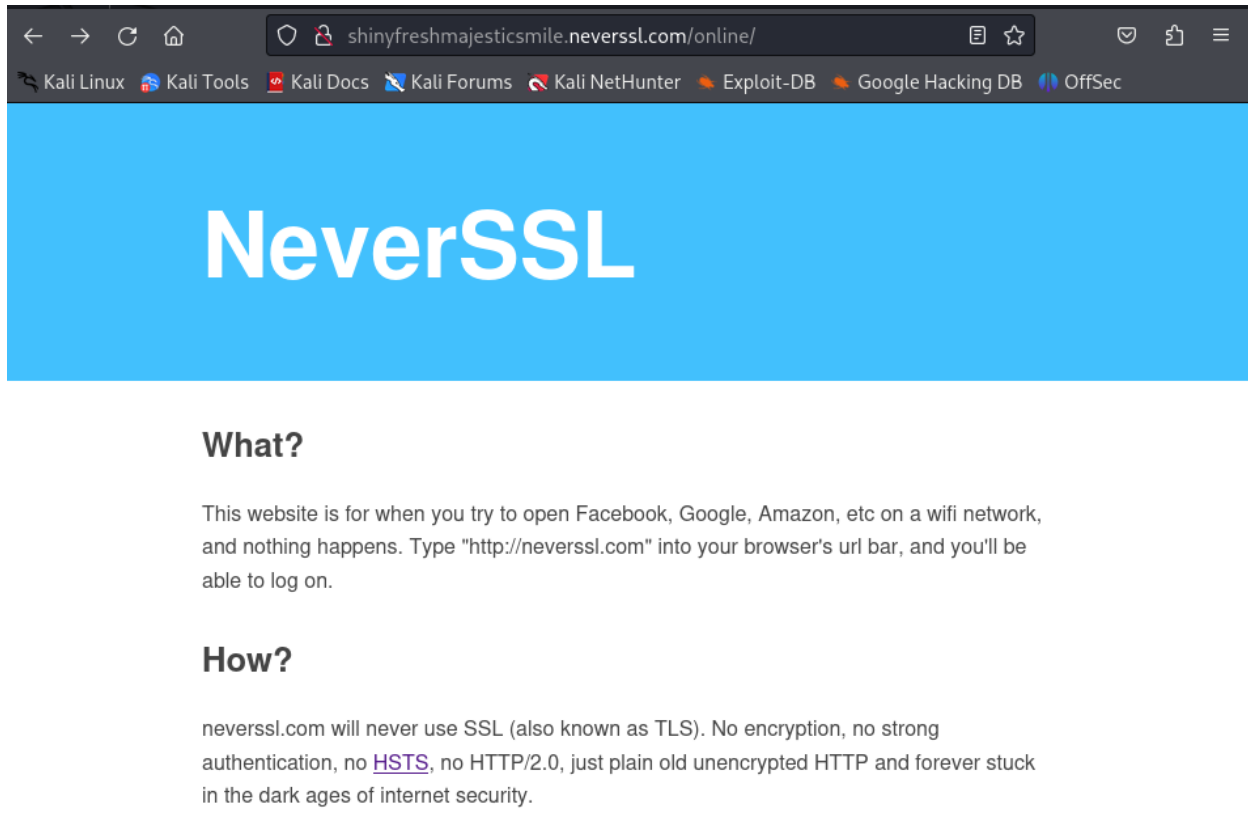 shinyfreshmajesticsmile.neverssl.com/online/
Kali Linux Kali Tools Kali Docs Kali Forums Kali NetHunter Exploit-DB Google Hacking DB OffSec
NeverSSL
What?
This website is for when you try to open Facebook, Google, Amazon, etc on a wifi network,
and nothing happens. Type "http://neverssl.com" into your browser's url bar, and you'll be
able to log on.
How?
neverssl.com will never use SSL (also known as TLS). No encryption, no strong
authentication, no HSTS, no HTTP/2.0, just plain old unencrypted HTTP and forever stuck
in the dark ages of internet security.